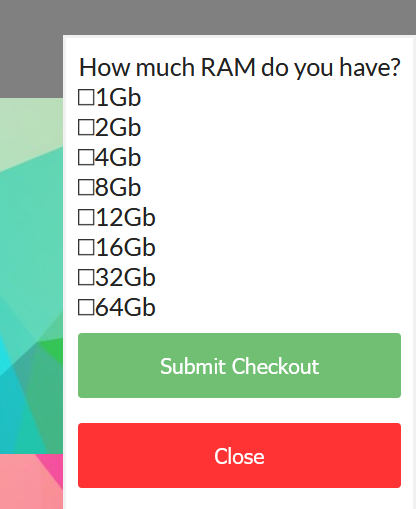 How much RAM do you have?
☐1Gb
☐2Gb
☐4Gb
☐8Gb
☐12Gb
☐16Gb
☐32Gb
☐64Gb
Submit Checkout
Close